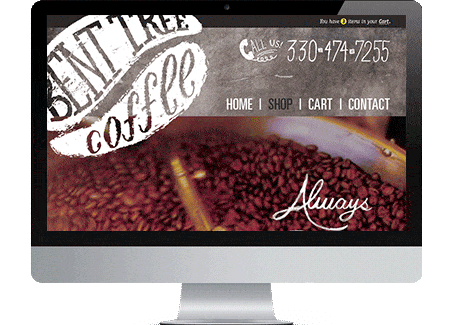 You have 3 items in your Cart.
CALL US! 330-474-7255
BENT TREE
coffee
HOME | SHOP | CART | CONTACT
Always